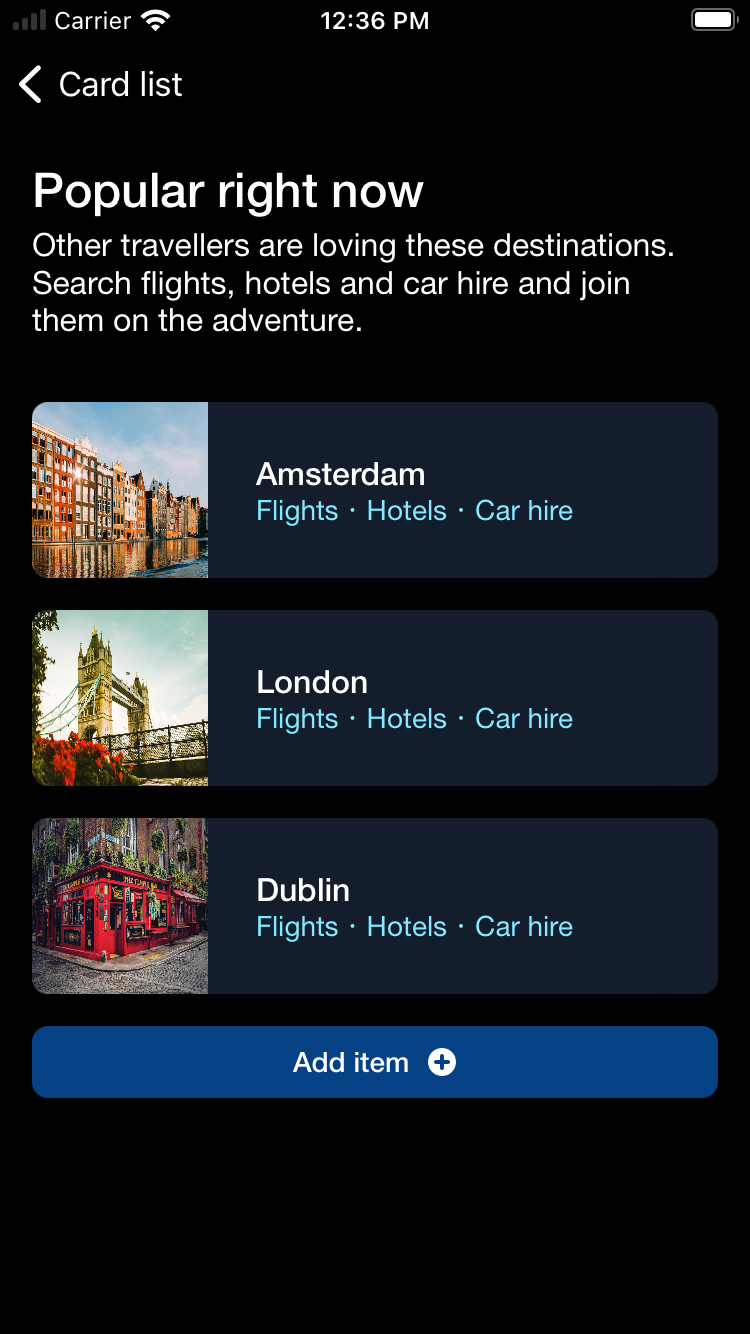 Carrier 12:36 PM
Card list
Popular right now
Other travellers are loving these destinations.
Search flights, hotels and car hire and join
them on the adventure.
Amsterdam
Flights · Hotels · Car hire
London
Flights · Hotels · Car hire
Dublin
Flights · Hotels · Car hire
Add item